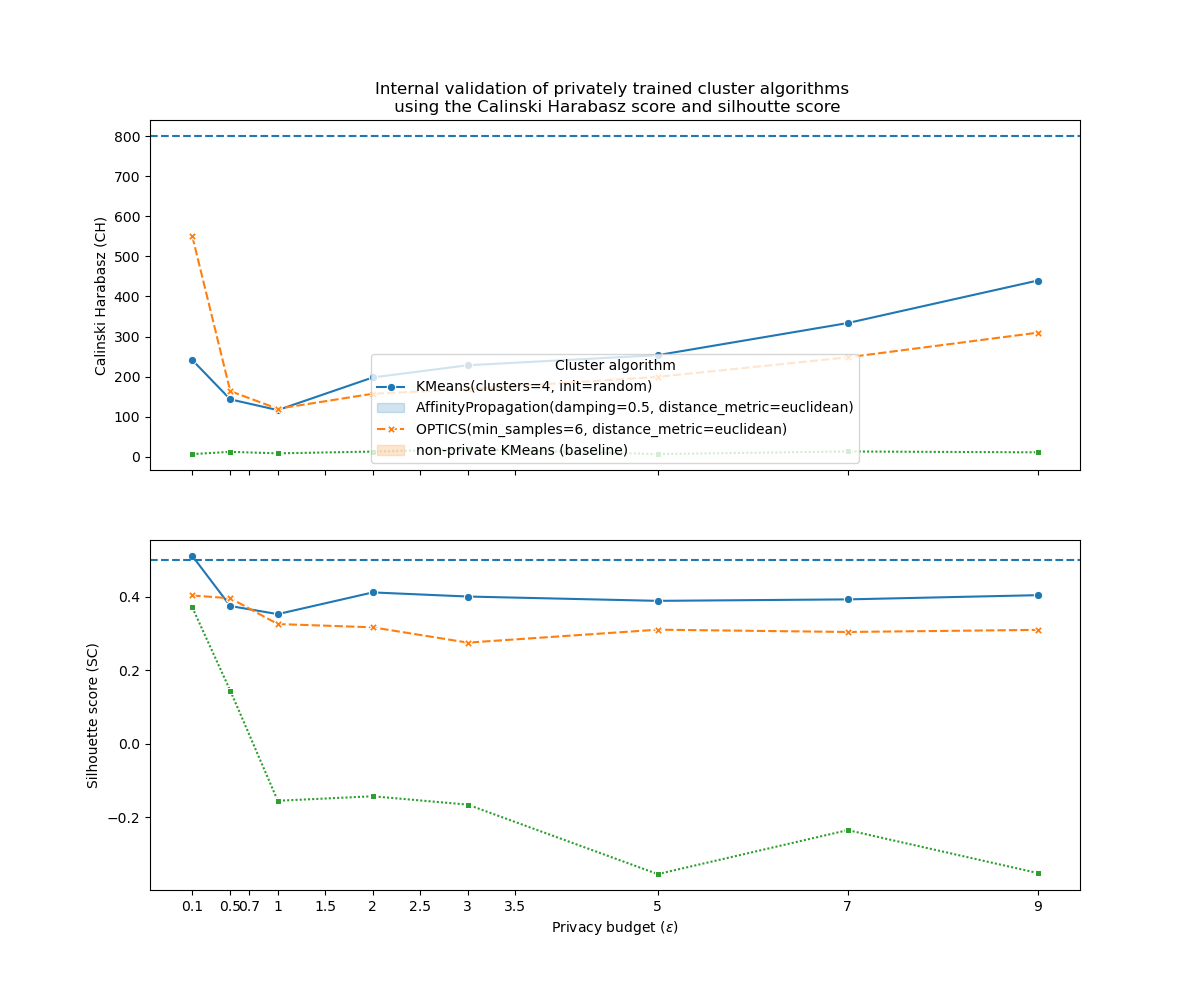 Internal validation of privately trained cluster algorithms
using the Calinski Harabasz score and silhoutte score
Calinski Harabasz (CH)
800
700
600
500
400
300
200
100
0
Cluster algorithm
KMeans(clusters=4, init=random)
AffinityPropagation(damping=0.5, distance_metric=euclidean)
OPTICS(min_samples=6, distance_metric=euclidean)
non-private KMeans (baseline)
Silhouette score (SC)
0.4
0.2
0.0
−0.2
0.1 0.5 0.7 1 1.5 2 2.5 3 3.5 5 7 9
Privacy budget (ε)